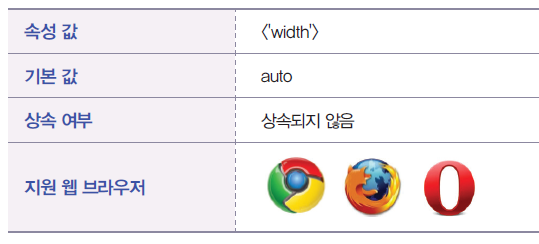 속성 값 〈'width'〉
기본 값 auto
상속 여부 상속되지 않음
지원 웹 브라우저